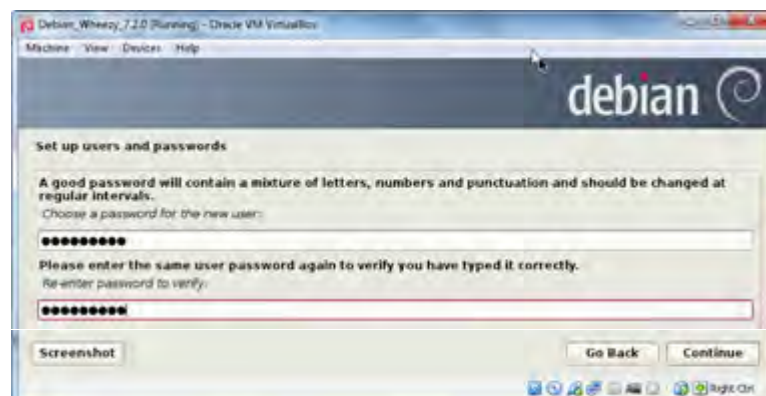 Debian_Wheezy_7.2.0 [Running] - Oracle VM VirtualBox
Machine View Devices Help
debian
Set up users and passwords
A good password will contain a mixture of letters, numbers and punctuation and should be changed at
regular intervals.
Choose a password for the new user:
●●●●●●●●●
Please enter the same user password again to verify you have typed it correctly.
Re-enter password to verify:
●●●●●●●●●
Screenshot Go Back Continue
Right Ctrl